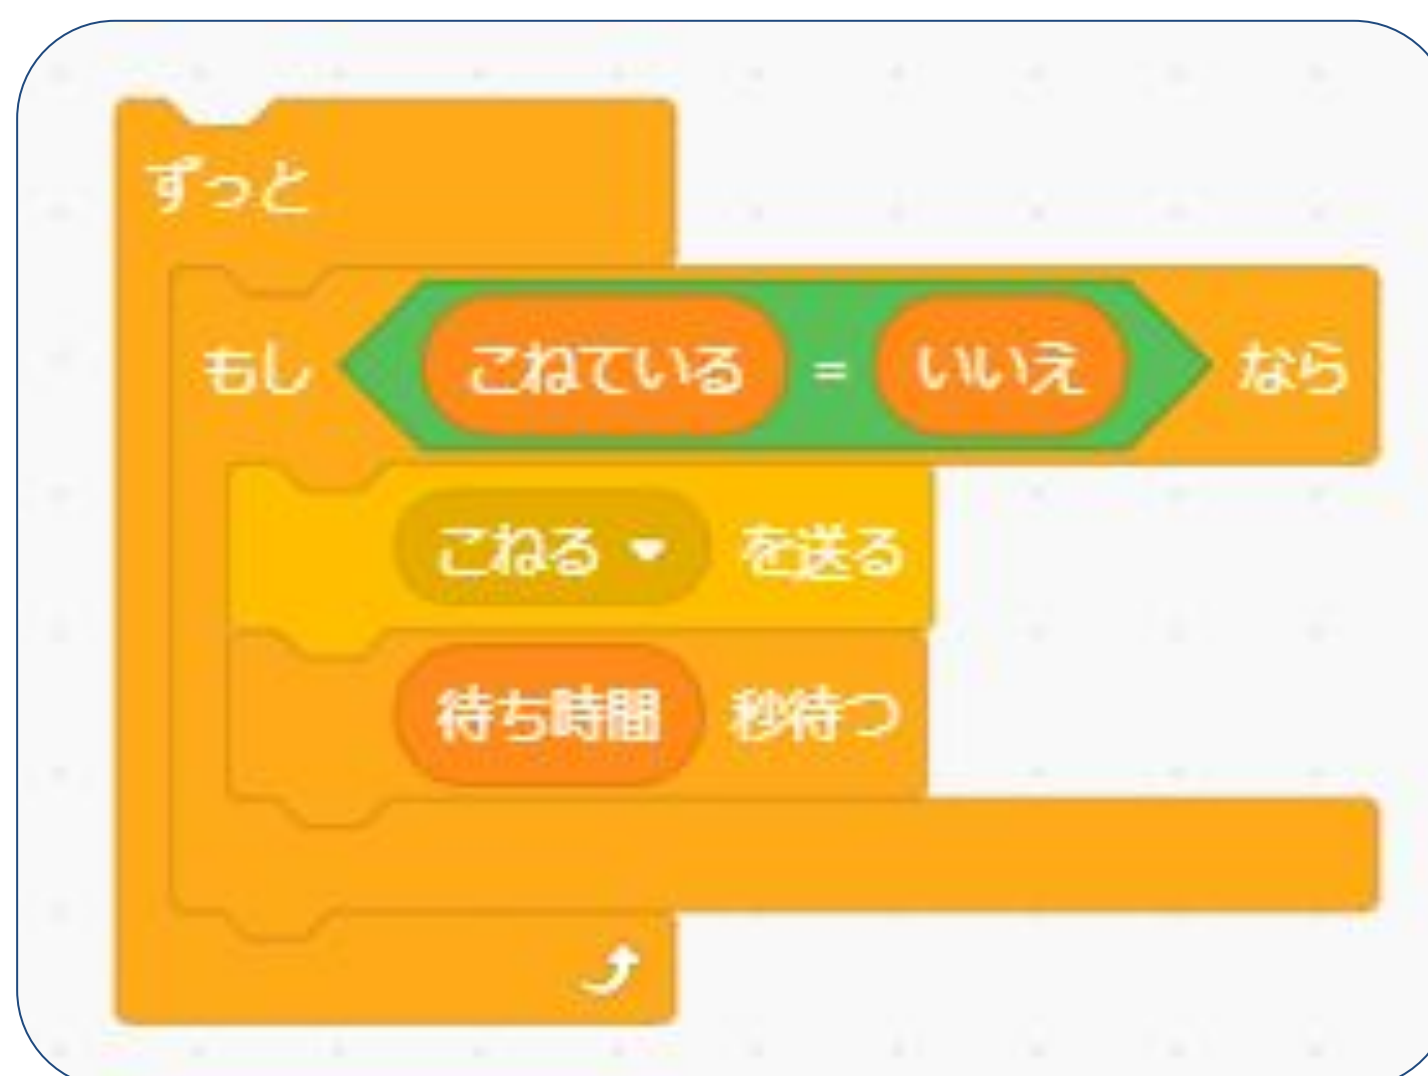 ずっと
もし こねている = いいえ なら
こねる を送る
待ち時間 秒待つ